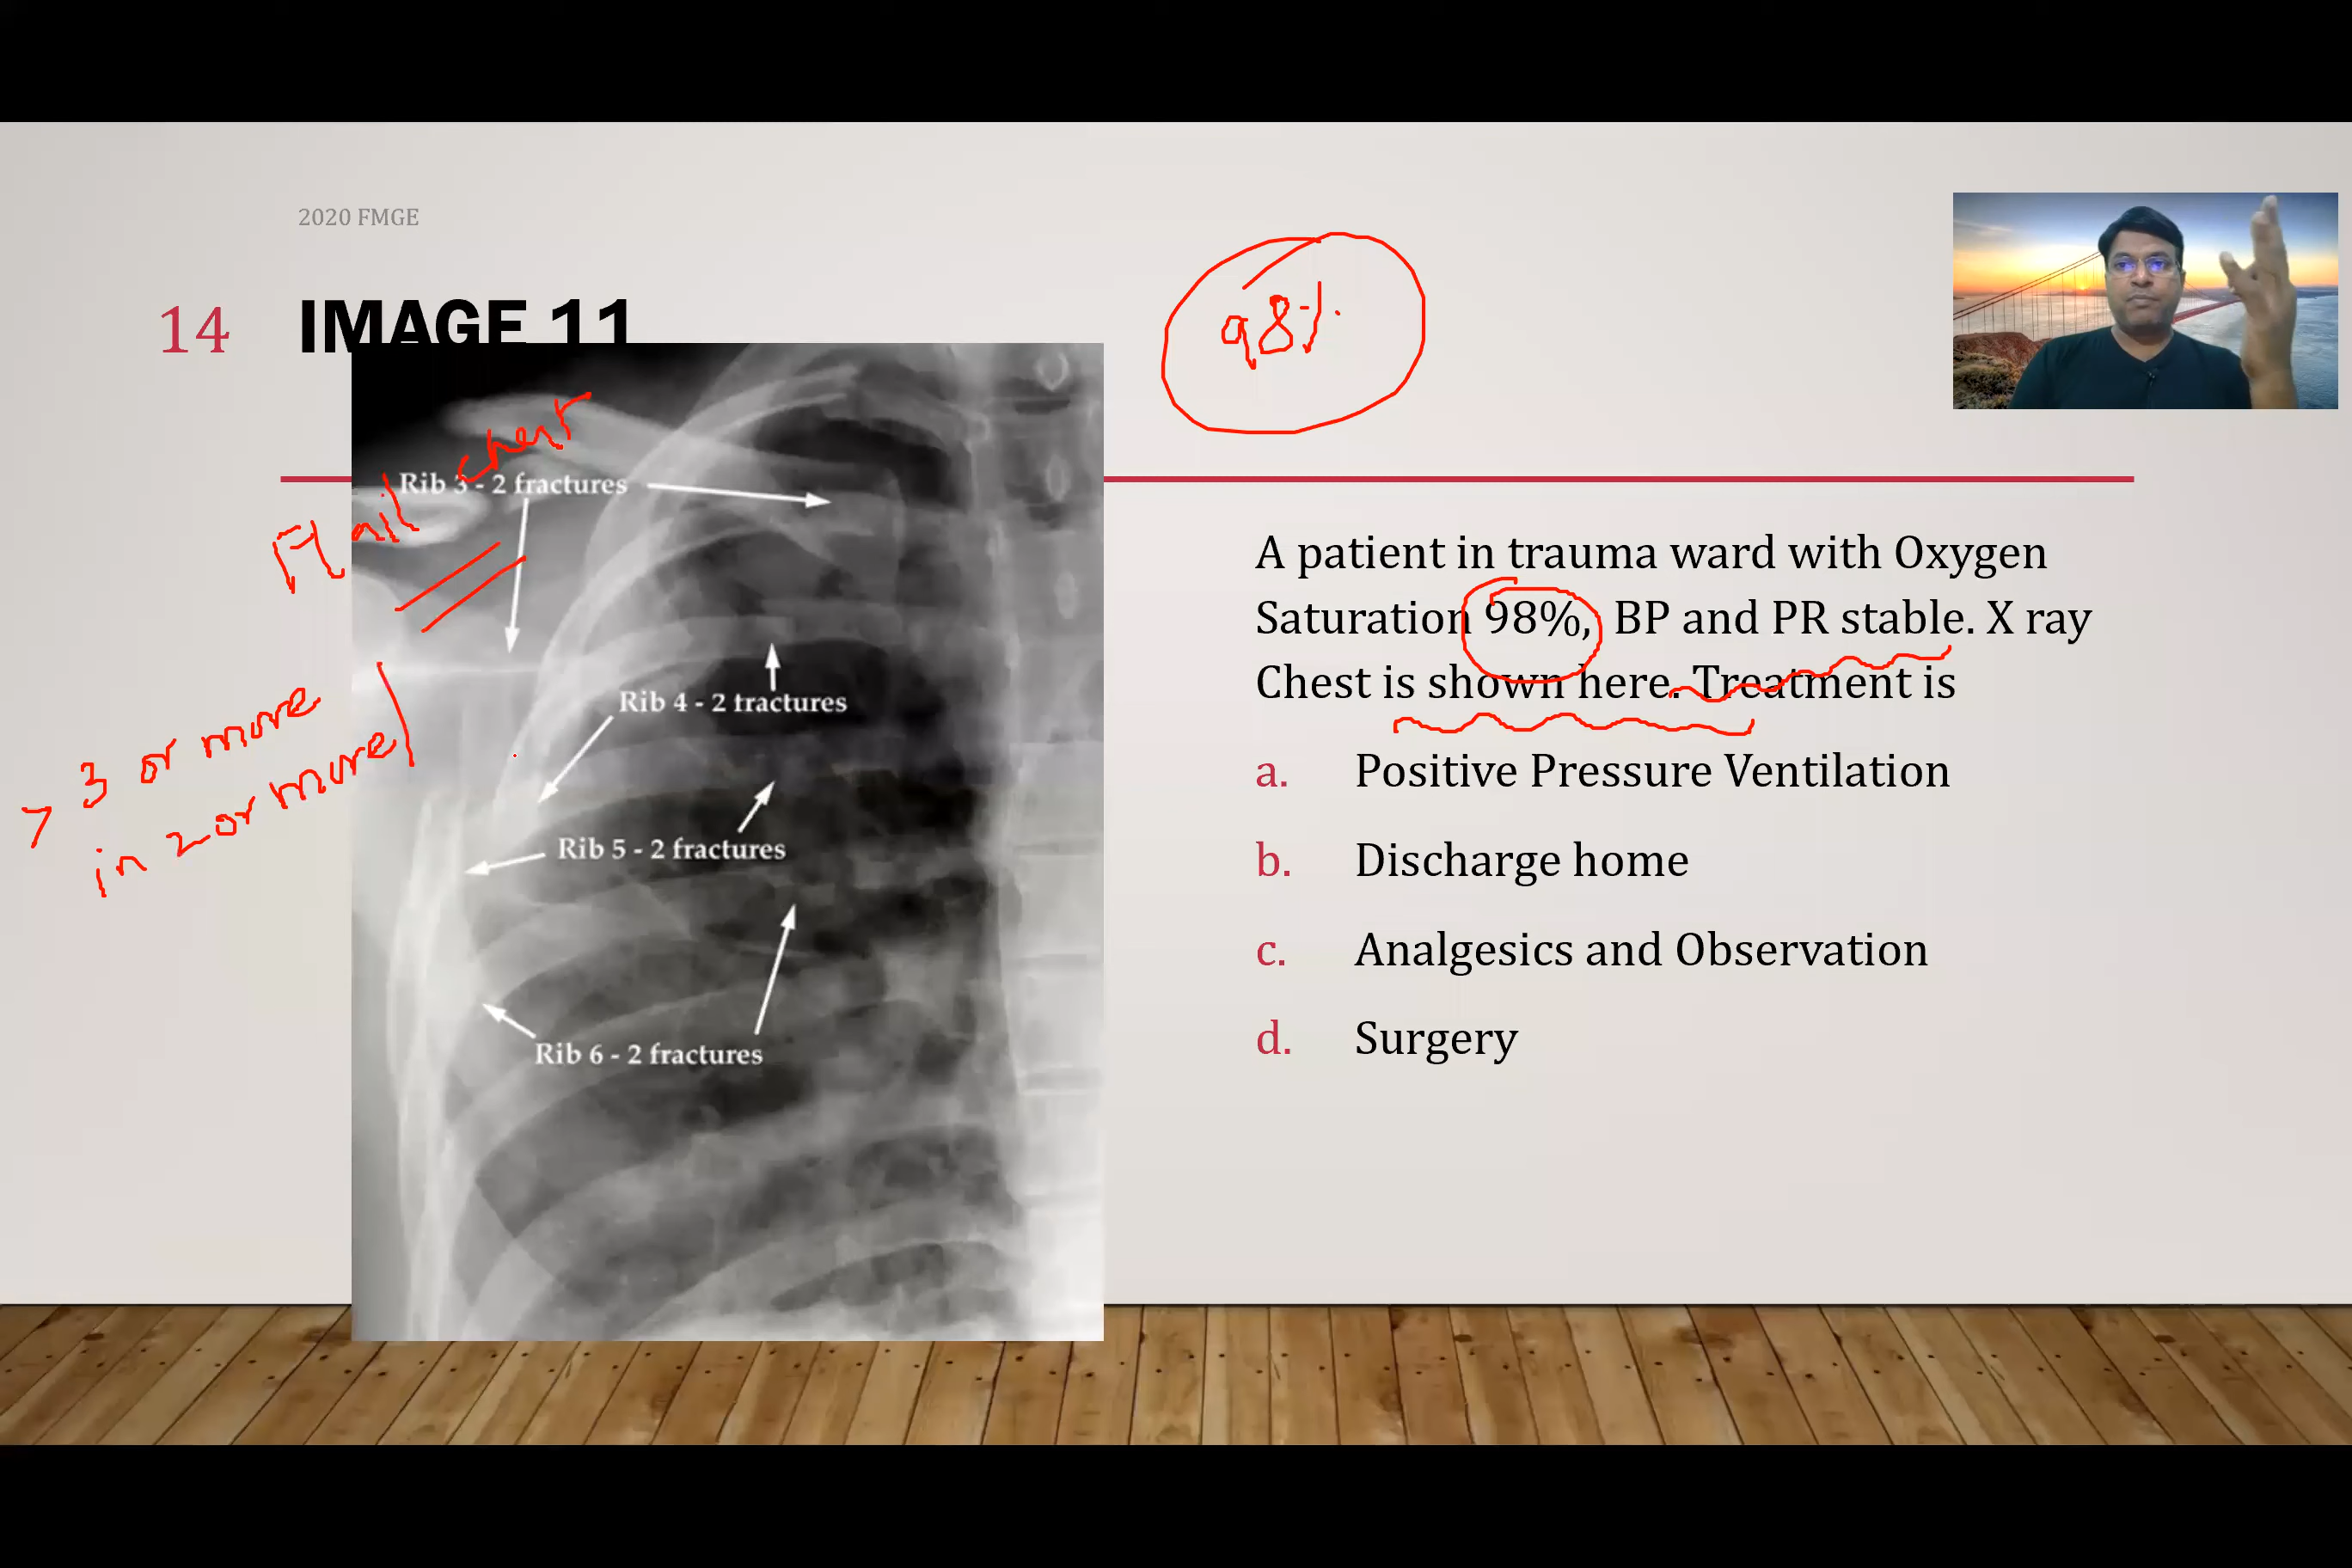 2020 FMGE
14 IMAGE 11
98%.
Flail chest
Rib 3 - 2 fractures
Rib 4 - 2 fractures
Rib 5 - 2 fractures
Rib 6 - 2 fractures
> 3 or more
in 2 or more
A patient in trauma ward with Oxygen
Saturation 98%, BP and PR stable. X ray
Chest is shown here. Treatment is
a. Positive Pressure Ventilation
b. Discharge home
c. Analgesics and Observation
d. Surgery